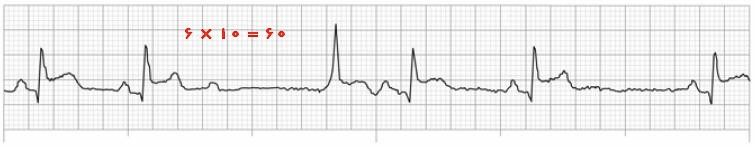 ۶ × ۱۰ = ۶۰